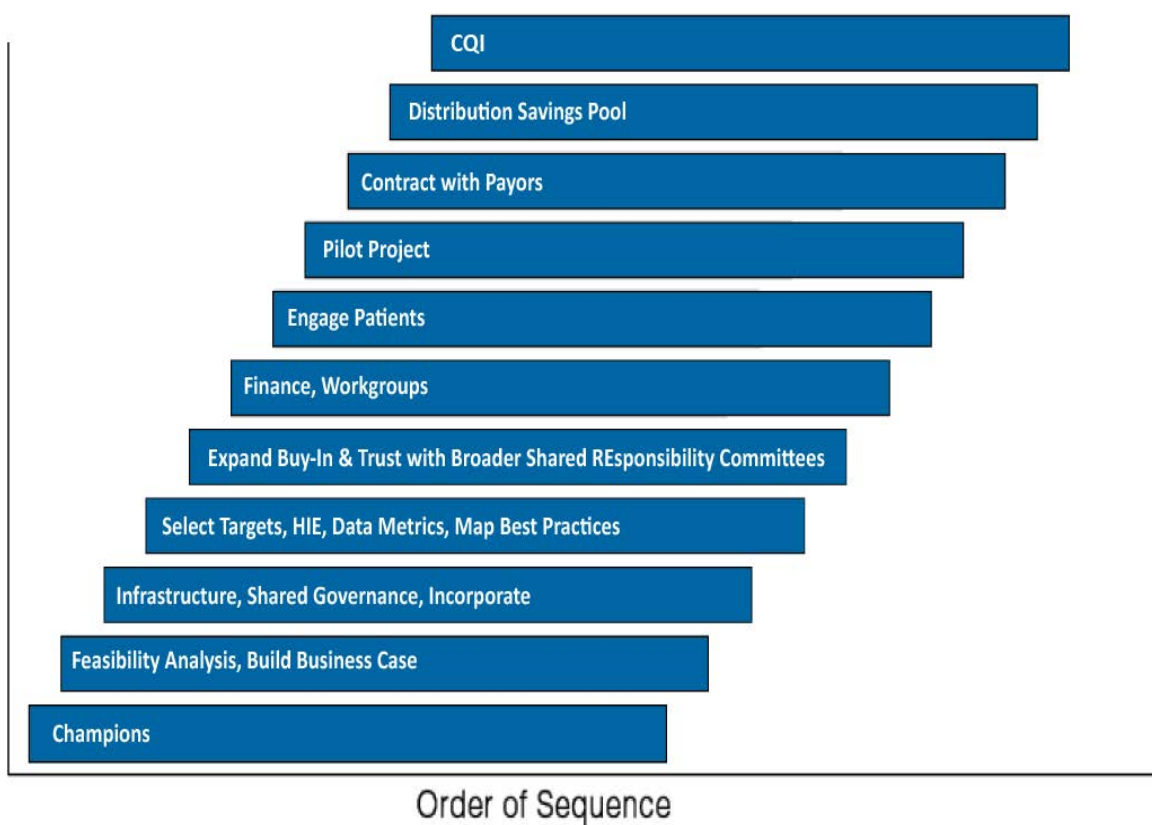 CQI
Distribution Savings Pool
Contract with Payors
Pilot Project
Engage Patients
Finance, Workgroups
Expand Buy-In & Trust with Broader Shared REsponsibility Committees
Select Targets, HIE, Data Metrics, Map Best Practices
Infrastructure, Shared Governance, Incorporate
Feasibility Analysis, Build Business Case
Champions
Order of Sequence